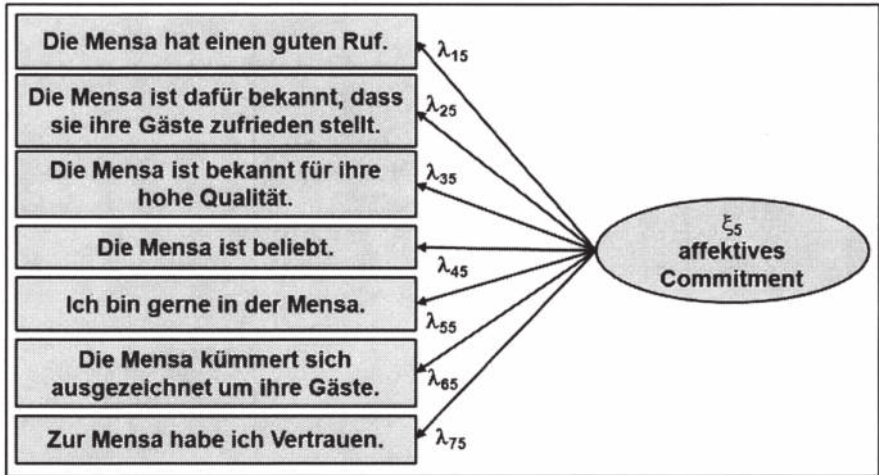 Die Mensa hat einen guten Ruf.
λ15
Die Mensa ist dafür bekannt, dass
sie ihre Gäste zufrieden stellt.
λ25
Die Mensa ist bekannt für ihre
hohe Qualität.
λ35
Die Mensa ist beliebt.
λ45
Ich bin gerne in der Mensa.
λ55
Die Mensa kümmert sich
ausgezeichnet um ihre Gäste.
λ65
Zur Mensa habe ich Vertrauen.
λ75
ξ5
affektives
Commitment